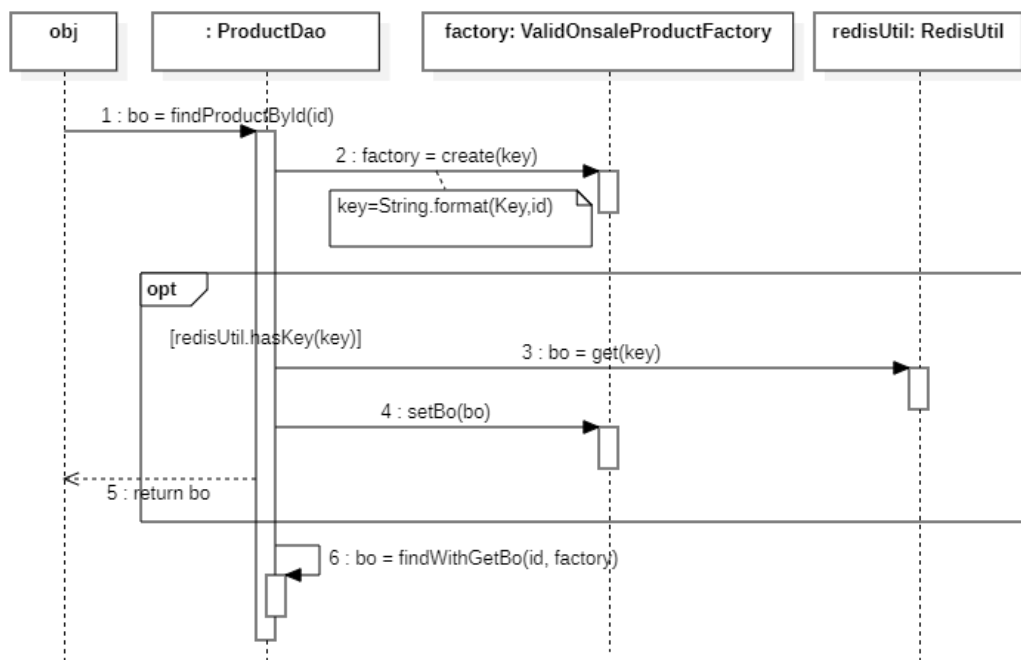 obj
: ProductDao
factory: ValidOnsaleProductFactory
redisUtil: RedisUtil
1 : bo = findProductById(id)
2 : factory = create(key)
key=String.format(Key,id)
opt
[redisUtil.hasKey(key)]
3 : bo = get(key)
4 : setBo(bo)
5 : return bo
6 : bo = findWithGetBo(id, factory)